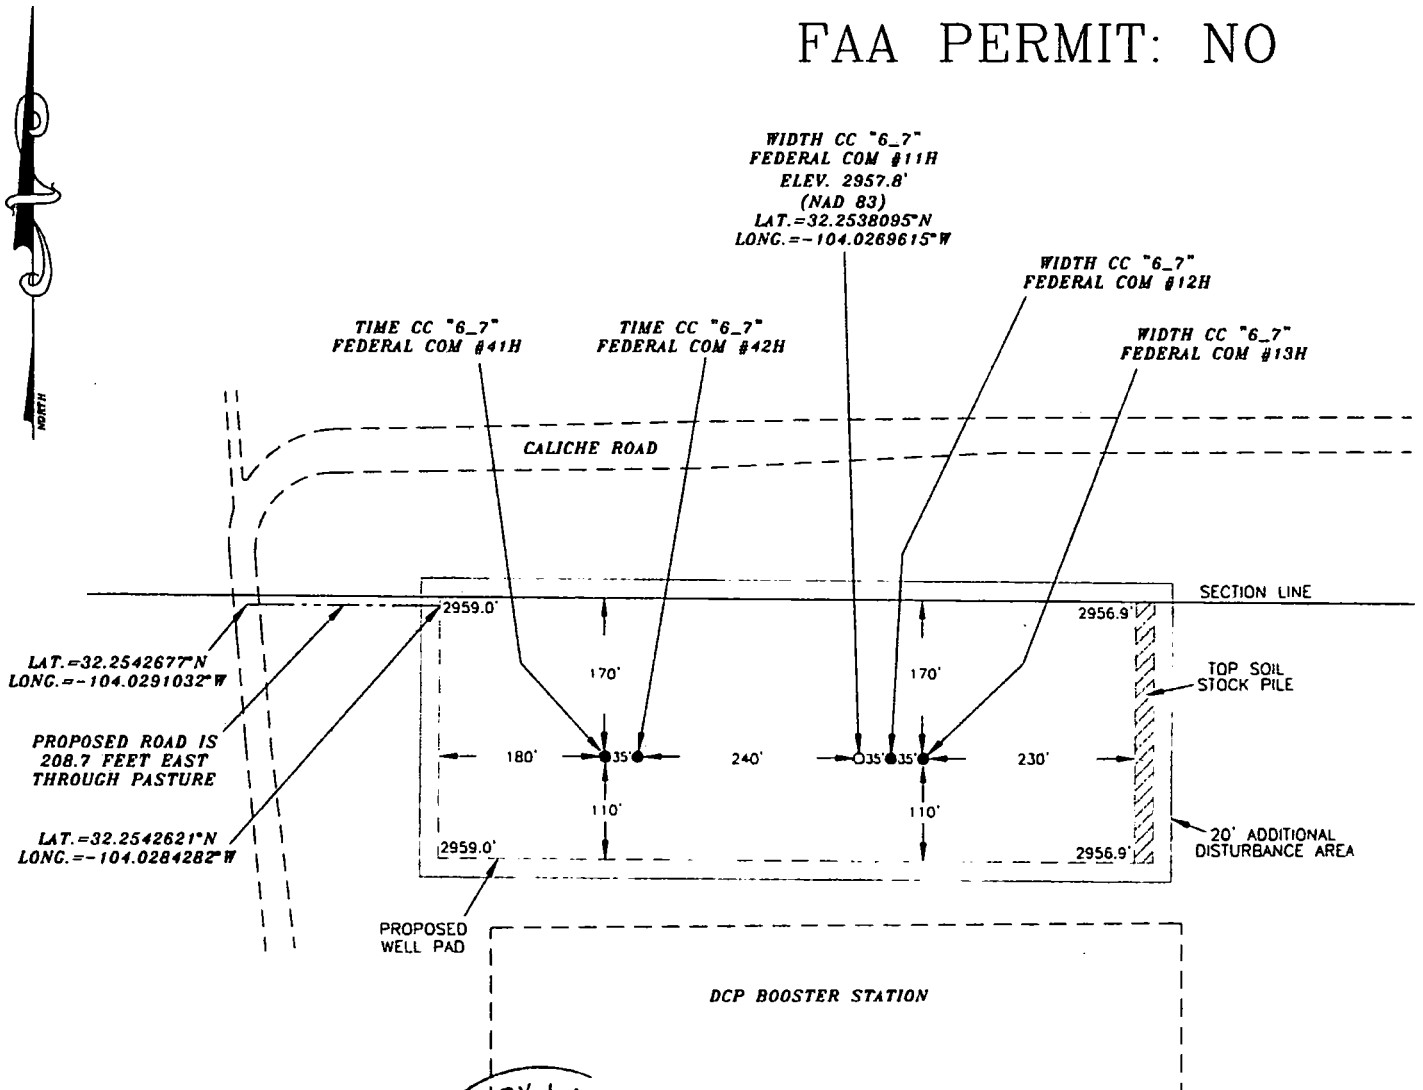 FAA PERMIT: NO
WIDTH CC "6_7"
FEDERAL COM #11H
ELEV. 2957.8'
(NAD 83)
LAT.=32.2538095°N
LONG.=-104.0269615°W
WIDTH CC "6_7"
FEDERAL COM #12H
TIME CC "6_7"
FEDERAL COM #41H
TIME CC "6_7"
FEDERAL COM #42H
WIDTH CC "6_7"
FEDERAL COM #13H
NORTH
CALICHE ROAD
SECTION LINE
2959.0'
2956.9'
LAT.=32.2542677°N
LONG.=-104.0291032°W
170'
170'
TOP SOIL
STOCK PILE
PROPOSED ROAD IS
208.7 FEET EAST
THROUGH PASTURE
180'
35'
240'
35'
35'
230'
110'
110'
LAT.=32.2542621°N
LONG.=-104.0284282°W
2959.0'
2956.9'
20' ADDITIONAL
DISTURBANCE AREA
PROPOSED
WELL PAD
DCP BOOSTER STATION